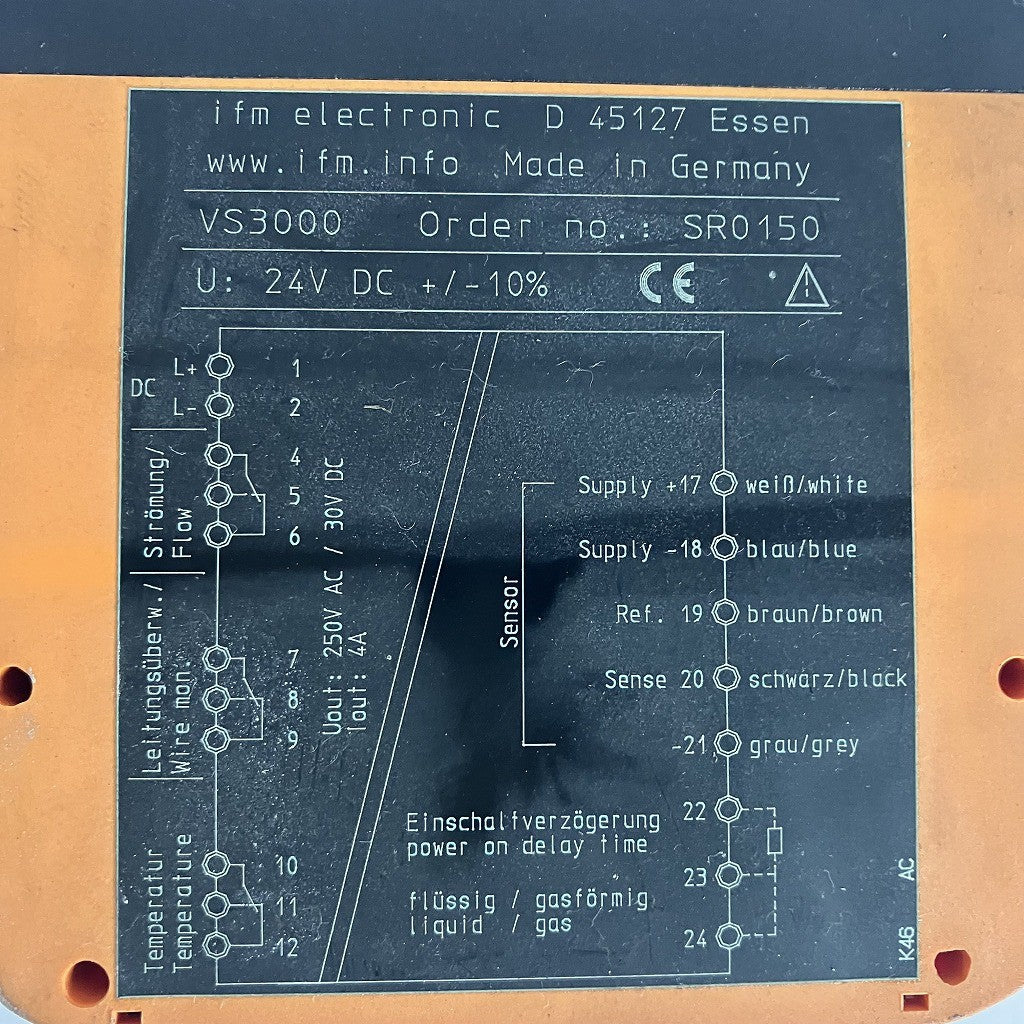 ifm electronic D 45127 Essen
www.ifm.info Made in Germany
VS3000 Order no.: SR0150
U: 24V DC +/-10% CE
DC
L+ 1
L- 2
Strömung/
Flow
4
5
6
Leitungsüberw./
Wire mon.
7
8
9
Temperatur
Temperature
10
11
12
Uout: 250V AC / 30V DC
Iout: 4A
Sensor
Supply +17 weiß/white
Supply -18 blau/blue
Ref. 19 braun/brown
Sense 20 schwarz/black
-21 grau/grey
Einschaltverzögerung
power on delay time
22
23
flüssig / gasförmig
liquid / gas
24
K46 AC